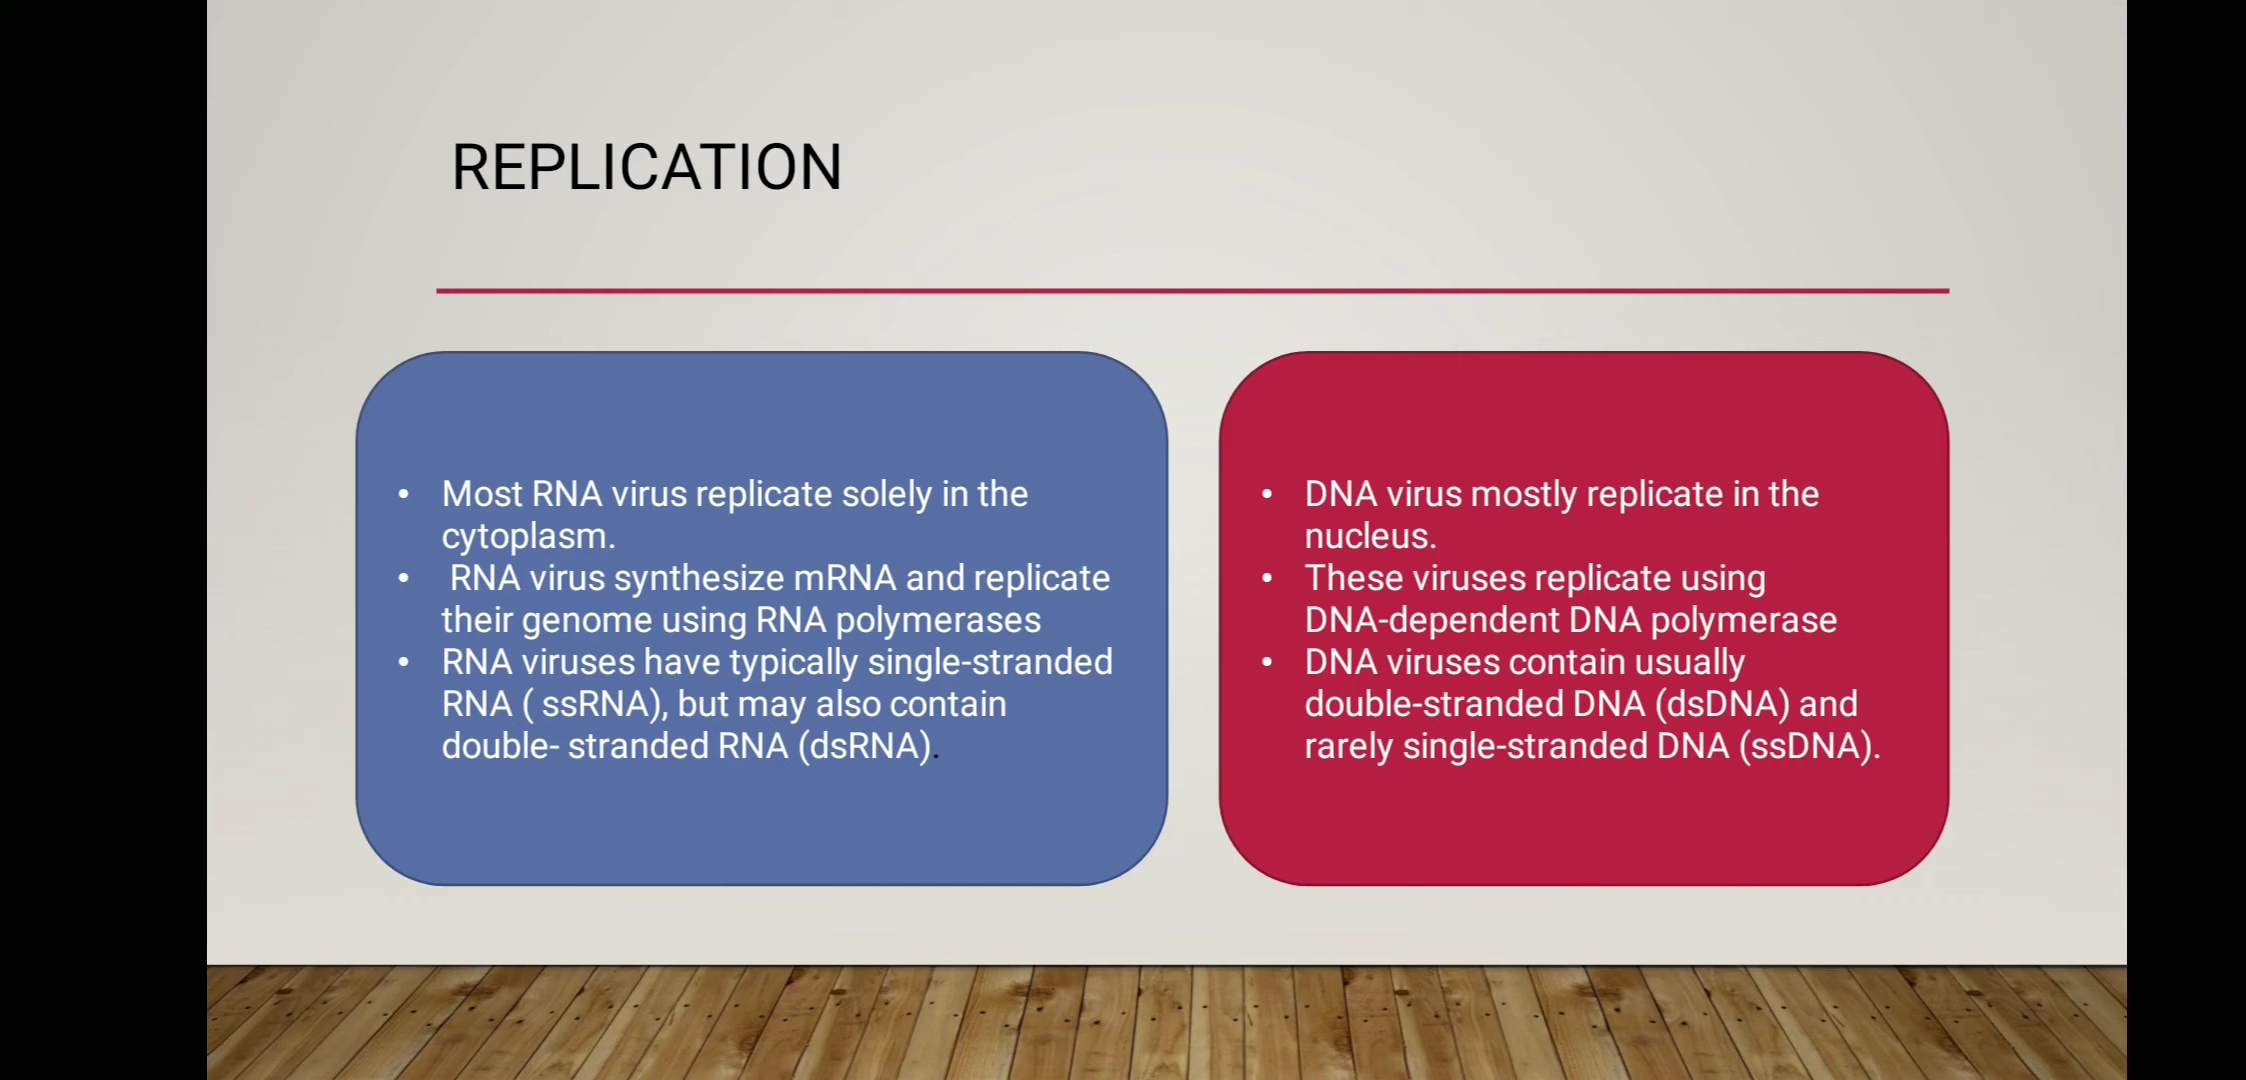 REPLICATION
• Most RNA virus replicate solely in the
cytoplasm.
• RNA virus synthesize mRNA and replicate
their genome using RNA polymerases
• RNA viruses have typically single-stranded
RNA ( ssRNA), but may also contain
double- stranded RNA (dsRNA).
• DNA virus mostly replicate in the
nucleus.
• These viruses replicate using
DNA-dependent DNA polymerase
• DNA viruses contain usually
double-stranded DNA (dsDNA) and
rarely single-stranded DNA (ssDNA).